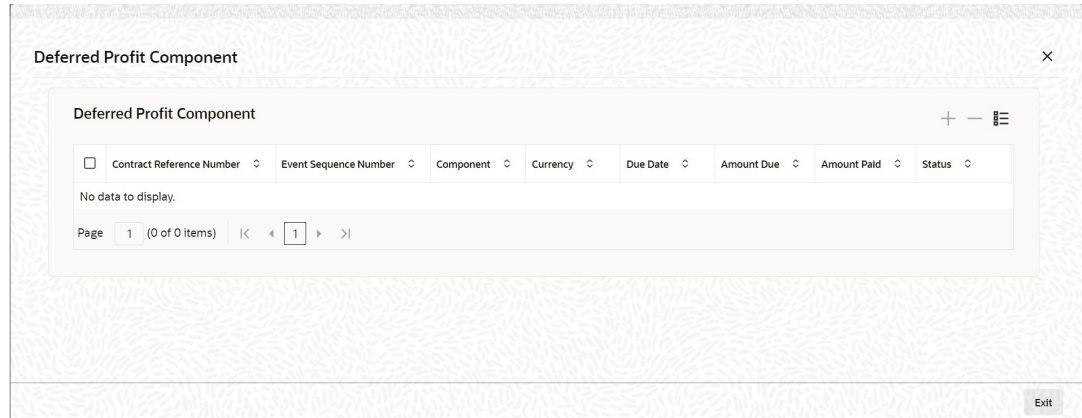 Deferred Profit Component
Deferred Profit Component
Contract Reference Number Event Sequence Number Component Currency Due Date Amount Due Amount Paid Status
No data to display.
Page 1 (0 of 0 items) 1
Exit